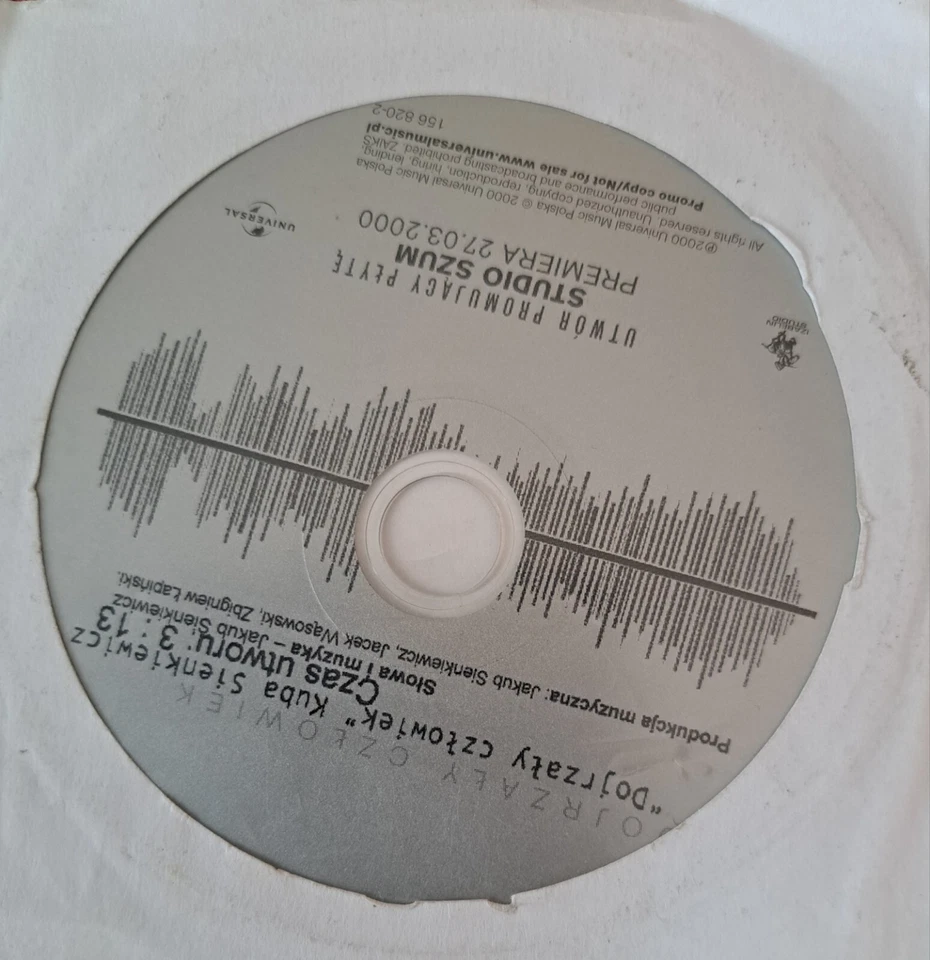 DOJRZAŁY CZŁOWIEK
"Dojrzały człowiek" Kuba Sienkiewicz
Czas utworu: 3:13
Słowa i muzyka – Jakub Sienkiewicz
Produkcja muzyczna: Jakub Sienkiewicz, Jacek Wąsowski, Zbigniew Łapiński.
IZABELIN
STUDIO
UTWÓR PROMUJĄCY PŁYTĘ
STUDIO SZUM
PREMIERA 27.03.2000
UNIVERSAL
℗2000 Universal Music Polska © 2000 Universal Music Polska
All rights reserved. Unauthorized copying, reproduction, hiring, lending,
public performance and broadcasting prohibited. ZAIKS
Promo copy/Not for sale www.universalmusic.pl
156 820-2